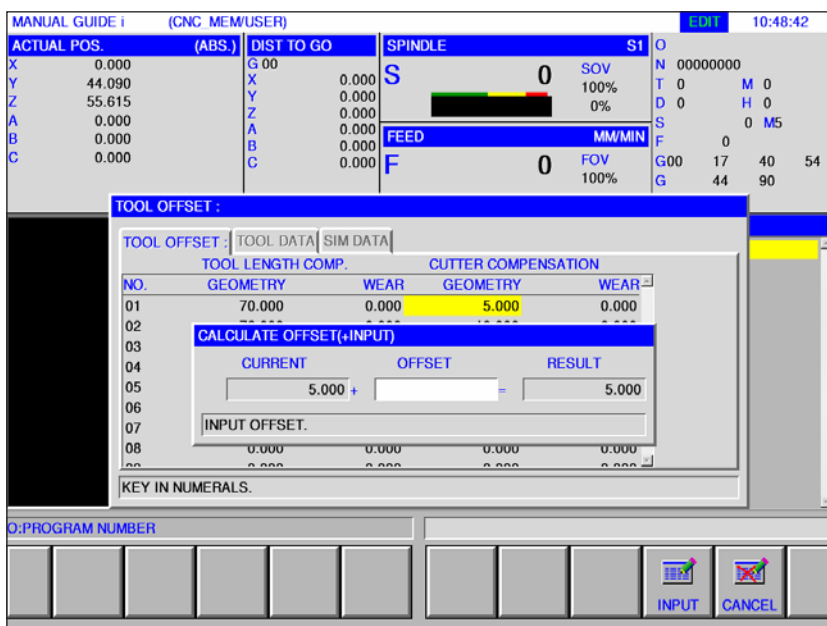 MANUAL GUIDE i (CNC_MEM/USER) EDIT 10:48:42
ACTUAL POS. (ABS.)
X 0.000
Y 44.090
Z 55.615
A 0.000
B 0.000
C 0.000
DIST TO GO
G 00
X 0.000
Y 0.000
Z 0.000
A 0.000
B 0.000
C 0.000
SPINDLE S1
S 0 SOV
100%
0%
FEED MM/MIN
F 0 FOV
100%
O
N 00000000
T 0 M 0
D 0 H 0
S 0 M5
F 0
G00 17 40 54
G 44 90
TOOL OFFSET :
TOOL OFFSET : TOOL DATA SIM DATA
TOOL LENGTH COMP. CUTTER COMPENSATION
NO. GEOMETRY WEAR GEOMETRY WEAR
01 70.000 0.000 5.000 0.000
02
03
04
05
06
07
08 0.000 0.000 0.000 0.000
CALCULATE OFFSET(+INPUT)
CURRENT OFFSET RESULT
5.000 + = 5.000
INPUT OFFSET.
KEY IN NUMERALS.
O:PROGRAM NUMBER
INPUT CANCEL